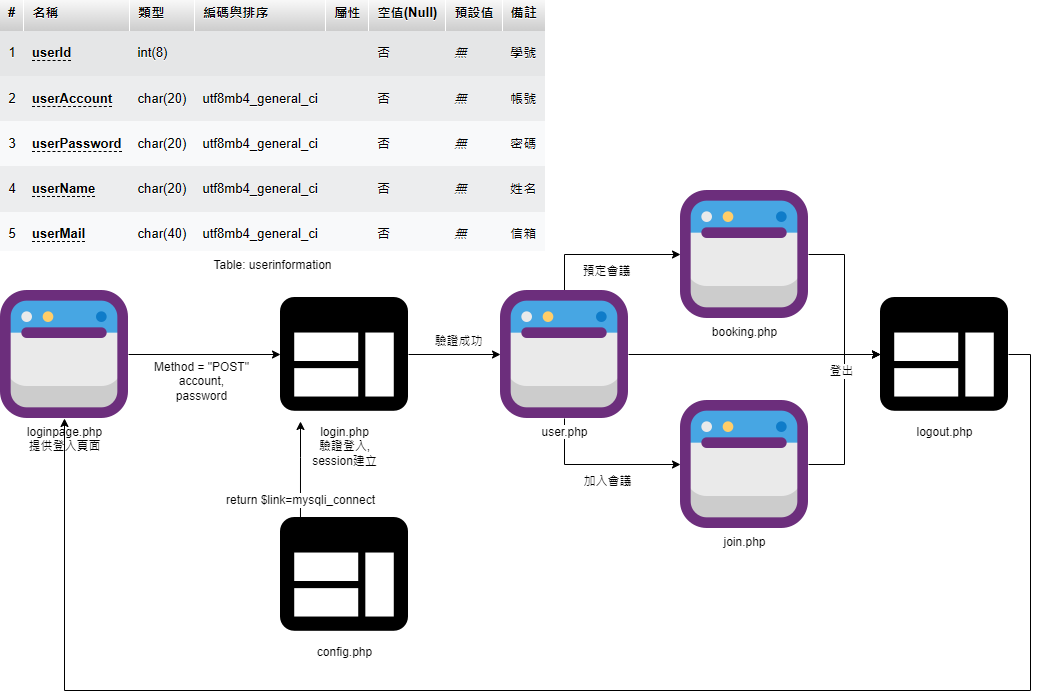 # 名稱 類型 編碼與排序 屬性 空值(Null) 預設值 備註
1 userId int(8) 否 無 學號
2 userAccount char(20) utf8mb4_general_ci 否 無 帳號
3 userPassword char(20) utf8mb4_general_ci 否 無 密碼
4 userName char(20) utf8mb4_general_ci 否 無 姓名
5 userMail char(40) utf8mb4_general_ci 否 無 信箱
Table: userinformation
預定會議
booking.php
驗證成功
Method = "POST"
account,
password
登出
loginpage.php
提供登入頁面
login.php
驗證登入,
session建立
user.php
logout.php
加入會議
return $link=mysqli_connect
join.php
config.php